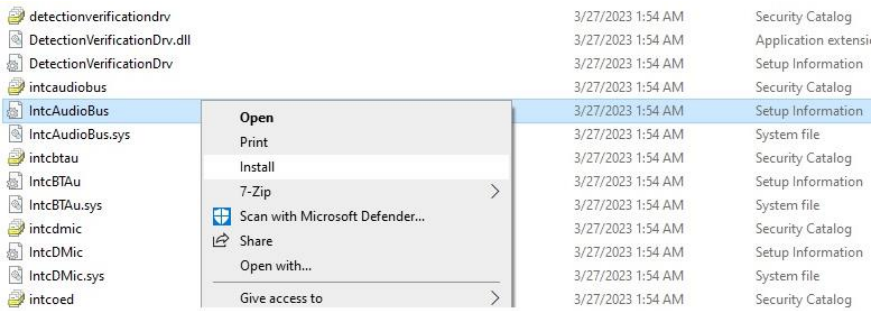 detectionverificationdrv 3/27/2023 1:54 AM Security Catalog
DetectionVerificationDrv.dll 3/27/2023 1:54 AM Application extensi
DetectionVerificationDrv 3/27/2023 1:54 AM Setup Information
intcaudiobus 3/27/2023 1:54 AM Security Catalog
IntcAudioBus 3/27/2023 1:54 AM Setup Information
IntcAudioBus.sys 3/27/2023 1:54 AM System file
intcbtau 3/27/2023 1:54 AM Security Catalog
IntcBTAu 3/27/2023 1:54 AM Setup Information
IntcBTAu.sys 3/27/2023 1:54 AM System file
intcdmic 3/27/2023 1:54 AM Security Catalog
IntcDMic 3/27/2023 1:54 AM Setup Information
IntcDMic.sys 3/27/2023 1:54 AM System file
intcoed 3/27/2023 1:54 AM Security Catalog
Open
Print
Install
7-Zip
Scan with Microsoft Defender...
Share
Open with...
Give access to